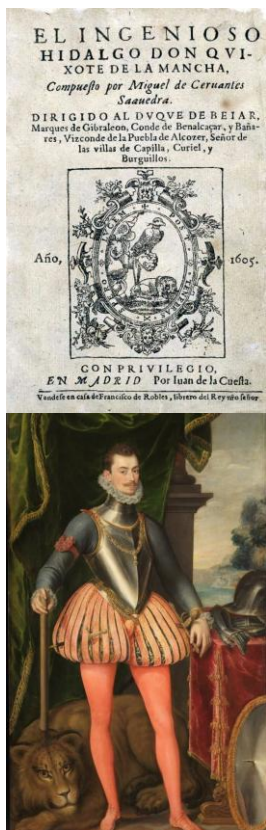 EL INGENIOSO
HIDALGO DON QVI-
XOTE DE LA MANCHA,
Compuesto por Miguel de Ceruantes
Saauedra.
DIRIGIDO AL DVQVE DE BEIAR,
Marques de Gibraleon, Conde de Benalcaçar, y Baña-
res, Vizconde de la Puebla de Alcozer, Señor de
las villas de Capilla, Curiel, y
Burguillos.
Año, 1605.
CON PRIVILEGIO,
EN MADRID Por Iuan de la Cuesta.
Vendese en casa de Francisco de Robles, librero del Rey nro señor